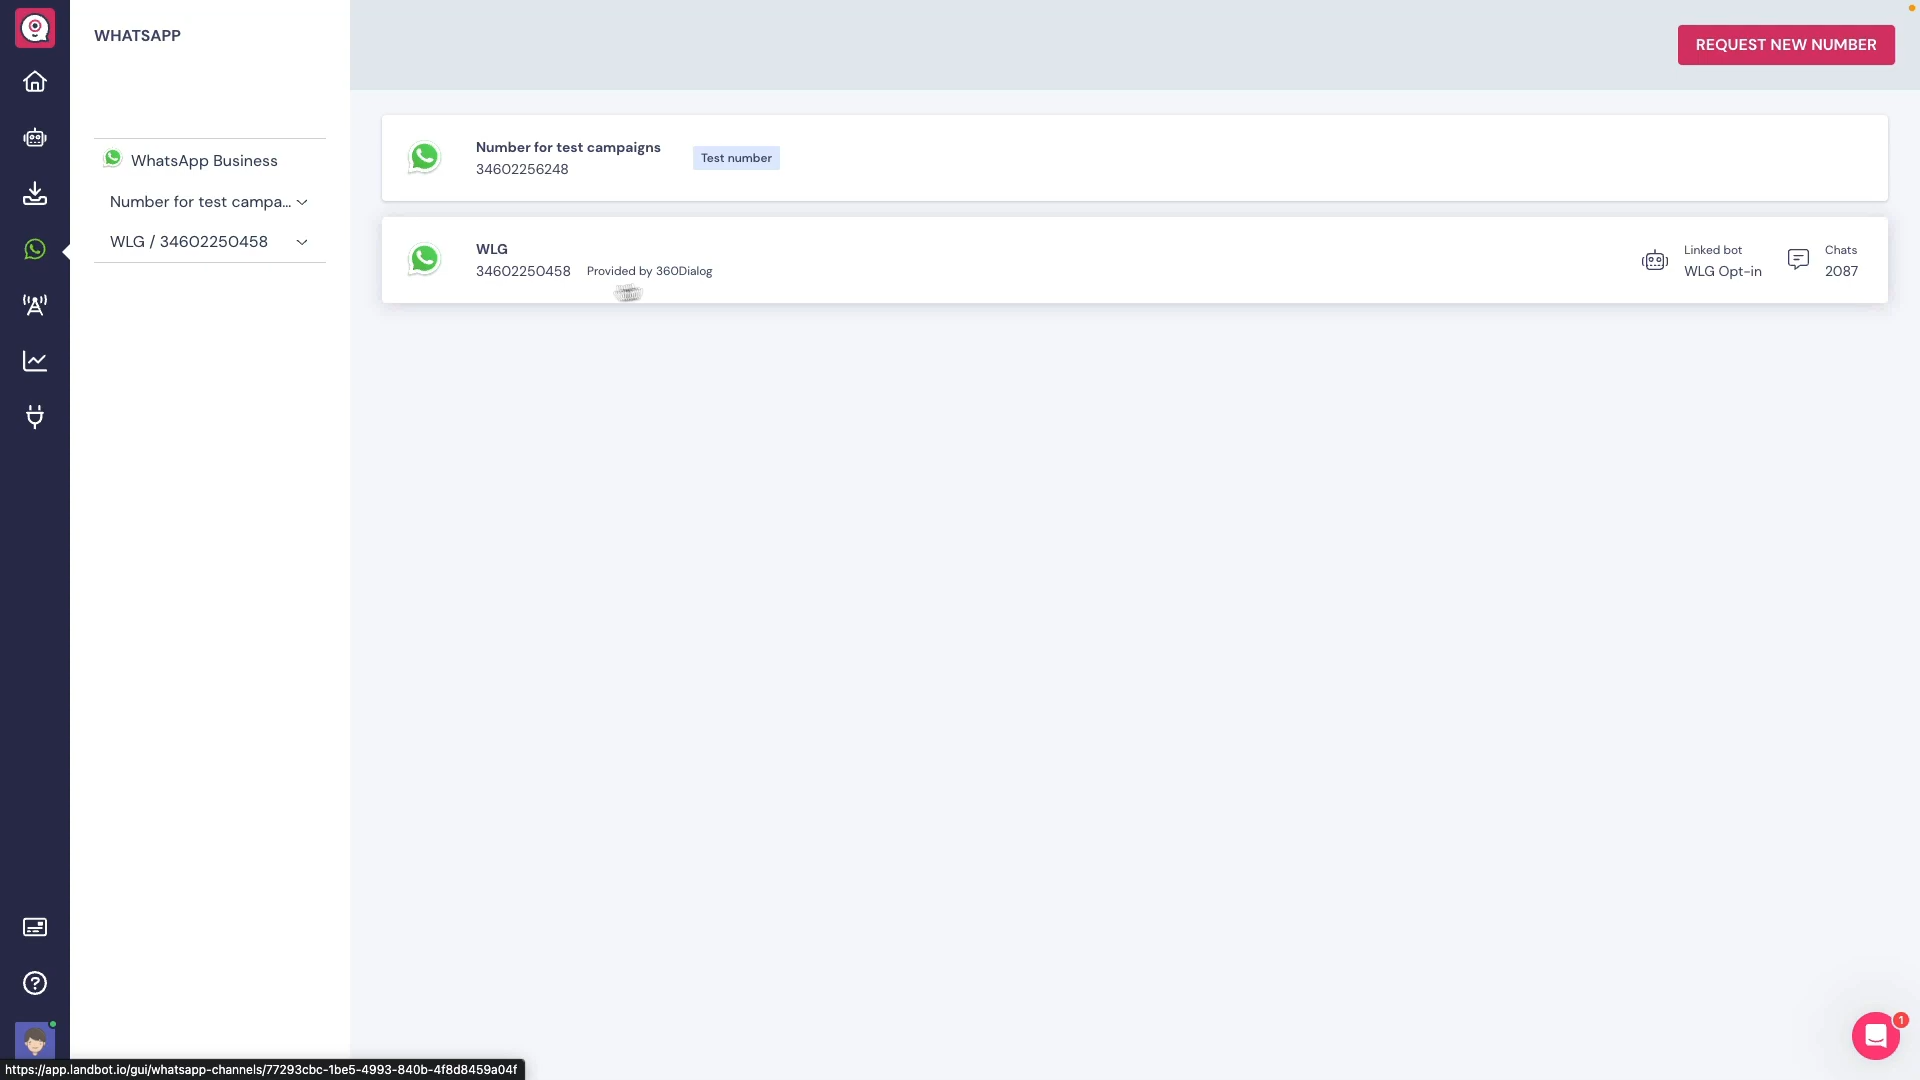 WHATSAPP
REQUEST NEW NUMBER
WhatsApp Business
Number for test campa...
WLG / 34602250458
Number for test campaigns
34602256248
Test number
WLG
34602250458 Provided by 360Dialog
Linked bot
WLG Opt-in
Chats
2087
1
https://app.landbot.io/gui/whatsapp-channels/77293cbc-1be5-4993-840b-4f8d8459a04f